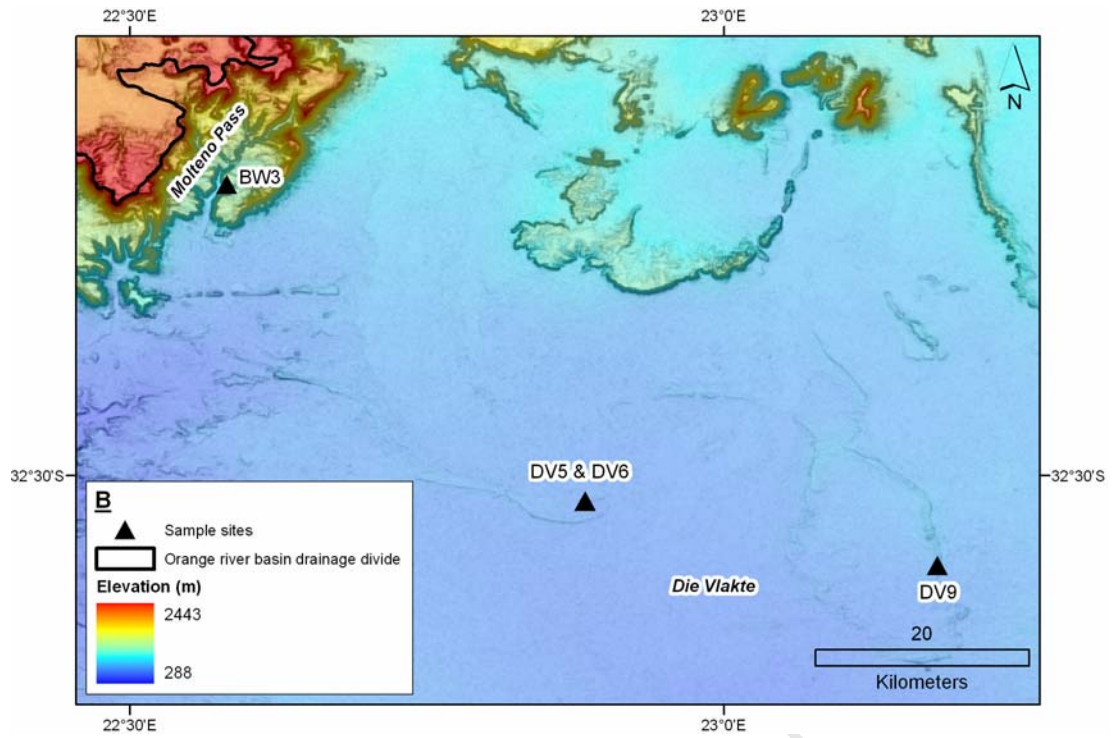 22°30'E
23°0'E
N
Molteno Pass
BW3
32°30'S
32°30'S
DV5 & DV6
B
Sample sites
Orange river basin drainage divide
Elevation (m)
2443
288
Die Vlakte
DV9
20
Kilometers
22°30'E
23°0'E